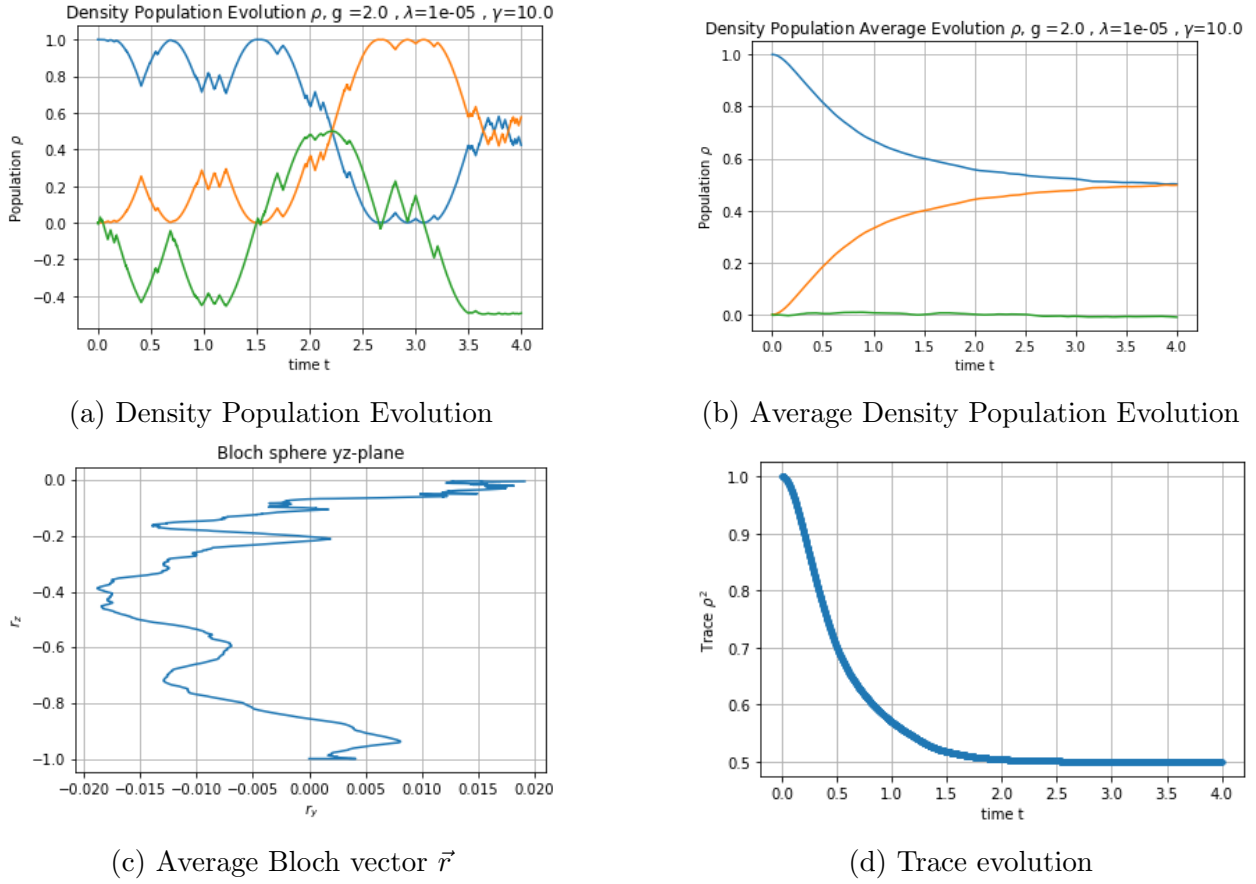 Density Population Evolution ρ, g =2.0 , λ=1e-05 , γ=10.0
Population ρ
1.0
0.8
0.6
0.4
0.2
0.0
−0.2
−0.4
0.0 0.5 1.0 1.5 2.0 2.5 3.0 3.5 4.0
time t
(a) Density Population Evolution
Density Population Average Evolution ρ, g =2.0 , λ=1e-05 , γ=10.0
Population ρ
1.0
0.8
0.6
0.4
0.2
0.0
0.0 0.5 1.0 1.5 2.0 2.5 3.0 3.5 4.0
time t
(b) Average Density Population Evolution
Bloch sphere yz-plane
r_z
0.0
−0.2
−0.4
−0.6
−0.8
−1.0
−0.020 −0.015 −0.010 −0.005 0.000 0.005 0.010 0.015 0.020
r_y
(c) Average Bloch vector r⃗
Trace ρ²
1.0
0.9
0.8
0.7
0.6
0.5
0.0 0.5 1.0 1.5 2.0 2.5 3.0 3.5 4.0
time t
(d) Trace evolution